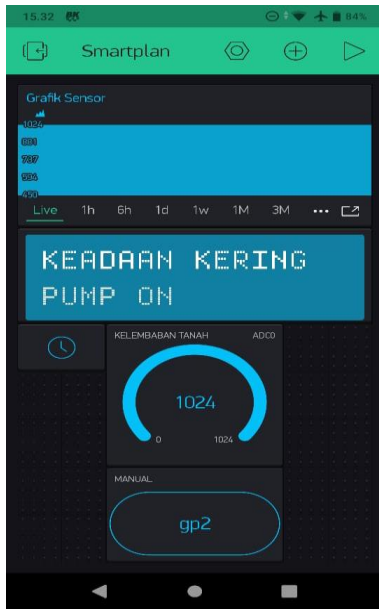 15.32 84%
Smartplan
Grafik Sensor
1024
Live 1h 6h 1d 1w 1M 3M
KEADAAN KERING
PUMP ON
KELEMBABAN TANAH ADC0
1024
0 1024
MANUAL
gp2